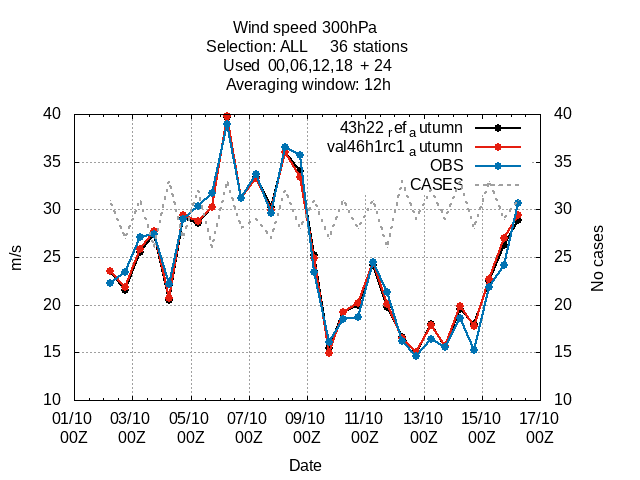 Wind speed 300hPa
Selection: ALL 36 stations
Used 00,06,12,18 + 24
Averaging window: 12h
40 40
43h22 refa utumn
val46h1rc1 a utumn
35 OBS 35
CASES
30 30
m/s
No cases
25 25
20 20
15 15
10 10
01/10 03/10 05/10 07/10 09/10 11/10 13/10 15/10 17/10
00Z 00Z 00Z 00Z 00Z 00Z 00Z 00Z 00Z
Date